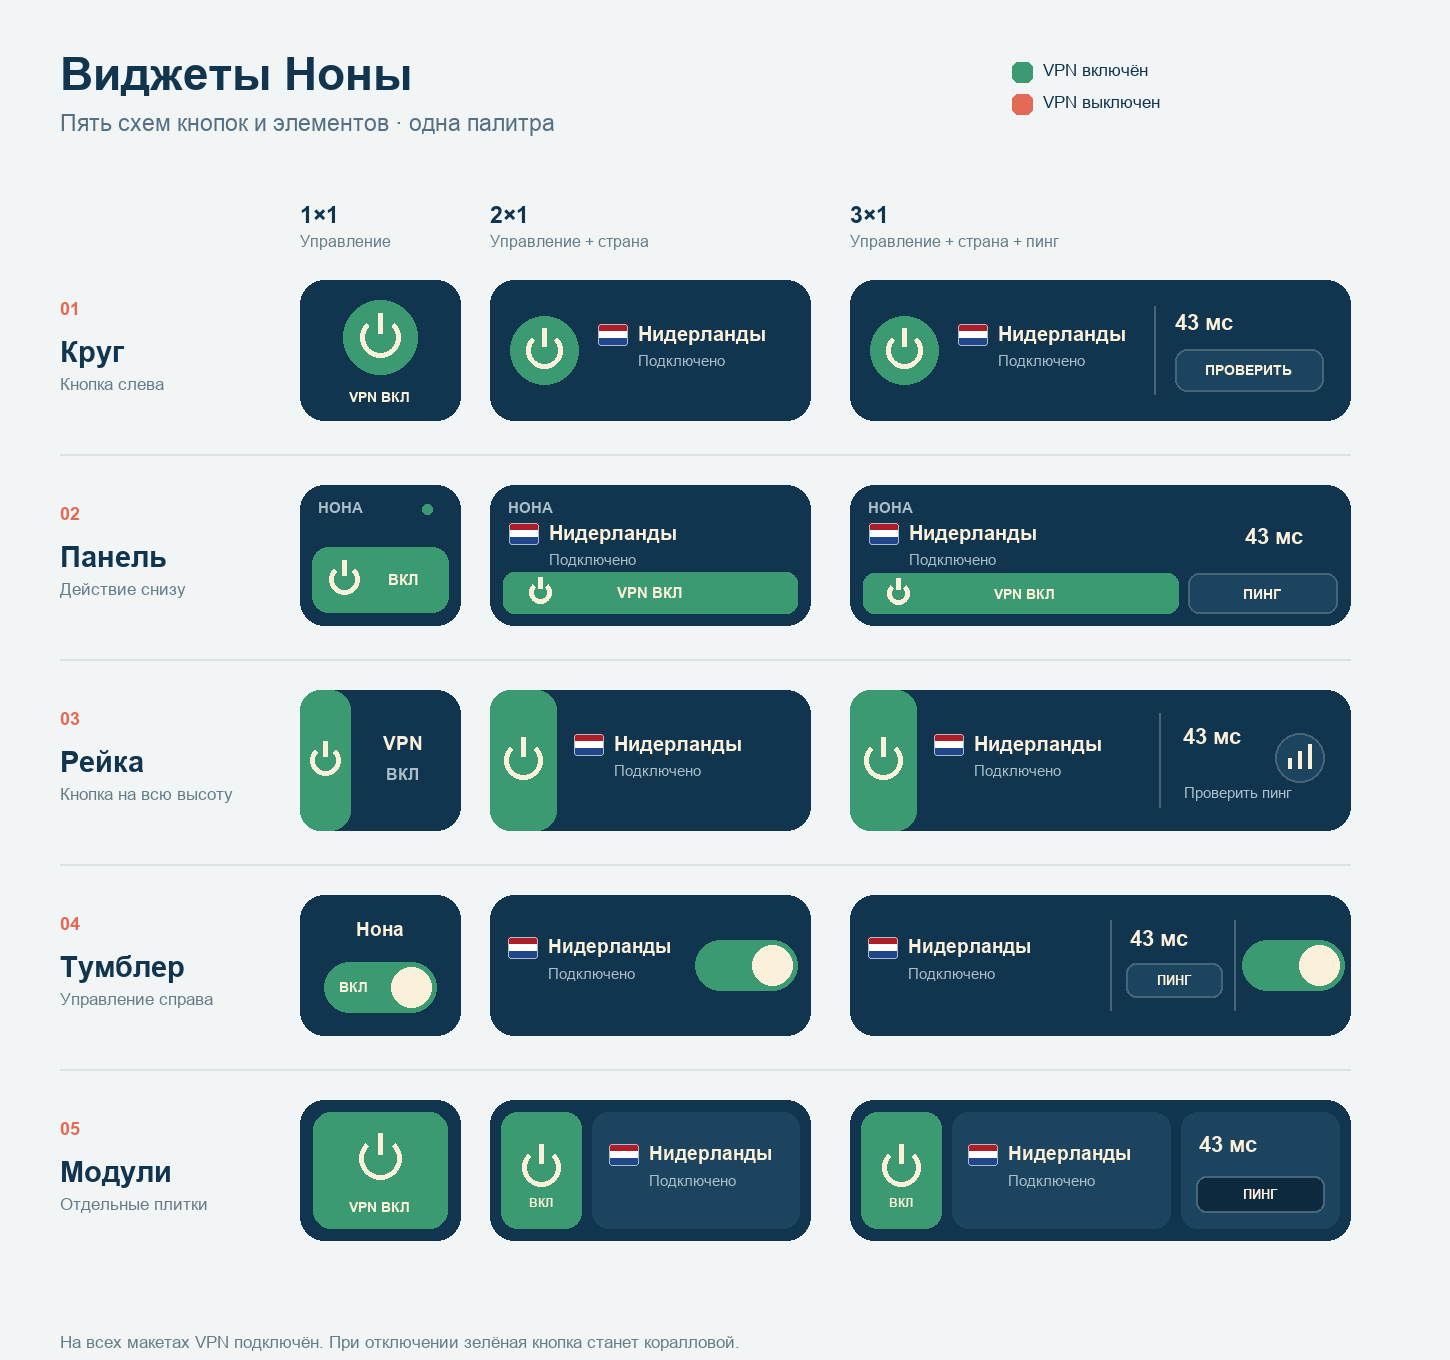 Виджеты Ноны
Пять схем кнопок и элементов · одна палитра
VPN включён
VPN выключен
1×1
Управление
2×1
Управление + страна
3×1
Управление + страна + пинг
01
Круг
Кнопка слева
VPN ВКЛ
Нидерланды
Подключено
Нидерланды
Подключено
43 мс
ПРОВЕРИТЬ
02
Панель
Действие снизу
НОНА
ВКЛ
НОНА
Нидерланды
Подключено
VPN ВКЛ
НОНА
Нидерланды
Подключено
43 мс
VPN ВКЛ
ПИНГ
03
Рейка
Кнопка на всю высоту
VPN
ВКЛ
Нидерланды
Подключено
Нидерланды
Подключено
43 мс
Проверить пинг
04
Тумблер
Управление справа
Нона
ВКЛ
Нидерланды
Подключено
Нидерланды
Подключено
43 мс
ПИНГ
05
Модули
Отдельные плитки
VPN ВКЛ
ВКЛ
Нидерланды
Подключено
ВКЛ
Нидерланды
Подключено
43 мс
ПИНГ
На всех макетах VPN подключён. При отключении зелёная кнопка станет коралловой.